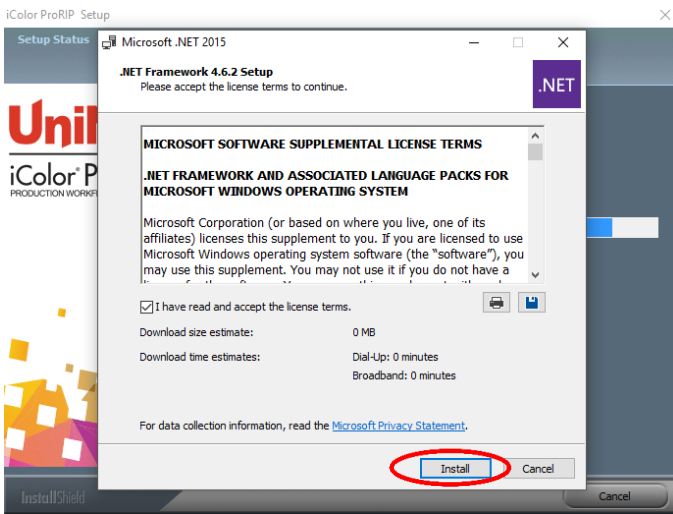 iColor ProRIP Setup
Setup Status
Microsoft .NET 2015
.NET Framework 4.6.2 Setup
Please accept the license terms to continue.
.NET
MICROSOFT SOFTWARE SUPPLEMENTAL LICENSE TERMS
.NET FRAMEWORK AND ASSOCIATED LANGUAGE PACKS FOR
MICROSOFT WINDOWS OPERATING SYSTEM
Microsoft Corporation (or based on where you live, one of its
affiliates) licenses this supplement to you. If you are licensed to use
Microsoft Windows operating system software (the “software”), you
may use this supplement. You may not use it if you do not have a
Uni
iColor® P
PRODUCTION WORKF
I have read and accept the license terms.
Download size estimate: 0 MB
Download time estimates: Dial-Up: 0 minutes
Broadband: 0 minutes
For data collection information, read the Microsoft Privacy Statement.
Install Cancel
InstallShield
Cancel